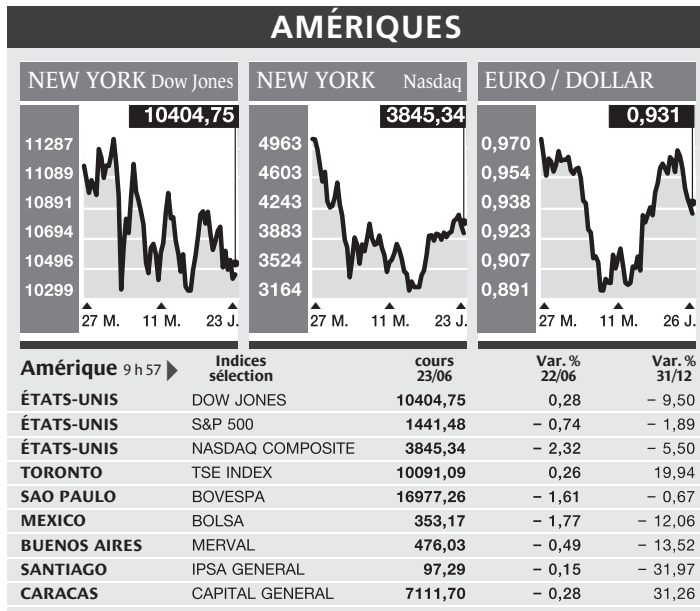 AMÉRIQUES
NEW YORK Dow Jones
10404,75
11287
11089
10891
10694
10496
10299
27 M. 11 M. 23 J.
NEW YORK Nasdaq
3845,34
4963
4603
4243
3883
3524
3164
27 M. 11 M. 23 J.
EURO / DOLLAR
0,931
0,970
0,954
0,938
0,923
0,907
0,891
27 M. 11 M. 26 J.
Amérique 9 h 57 Indices sélection cours 23/06 Var. % 22/06 Var. % 31/12
ÉTATS-UNIS DOW JONES 10404,75 0,28 – 9,50
ÉTATS-UNIS S&P 500 1441,48 – 0,74 – 1,89
ÉTATS-UNIS NASDAQ COMPOSITE 3845,34 – 2,32 – 5,50
TORONTO TSE INDEX 10091,09 0,26 19,94
SAO PAULO BOVESPA 16977,26 – 1,61 – 0,67
MEXICO BOLSA 353,17 – 1,77 – 12,06
BUENOS AIRES MERVAL 476,03 – 0,49 – 13,52
SANTIAGO IPSA GENERAL 97,29 – 0,15 – 31,97
CARACAS CAPITAL GENERAL 7111,70 – 0,28 31,26